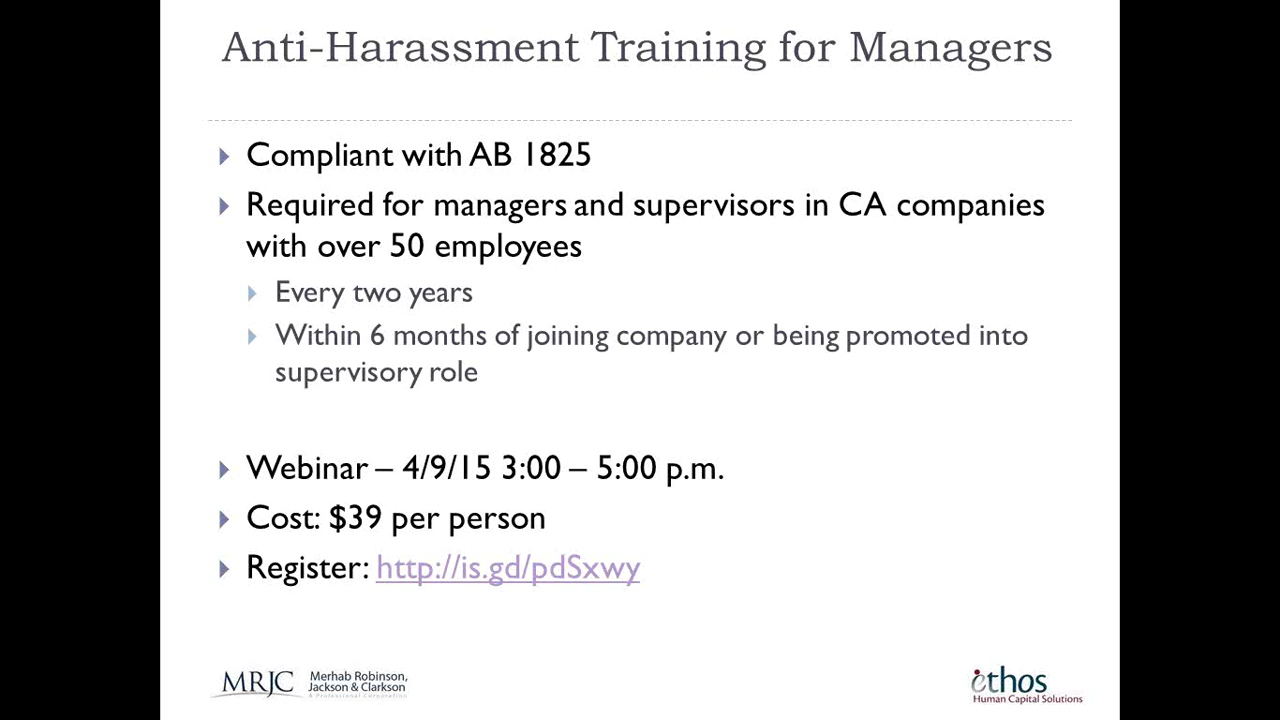 Anti-Harassment Training for Managers
Compliant with AB 1825
Required for managers and supervisors in CA companies
with over 50 employees
Every two years
Within 6 months of joining company or being promoted into
supervisory role
Webinar – 4/9/15 3:00 – 5:00 p.m.
Cost: $39 per person
Register: http://is.gd/pdSxwy
MRJC
Merhab Robinson,
Jackson & Clarkson
A Professional Corporation
ethos
Human Capital Solutions